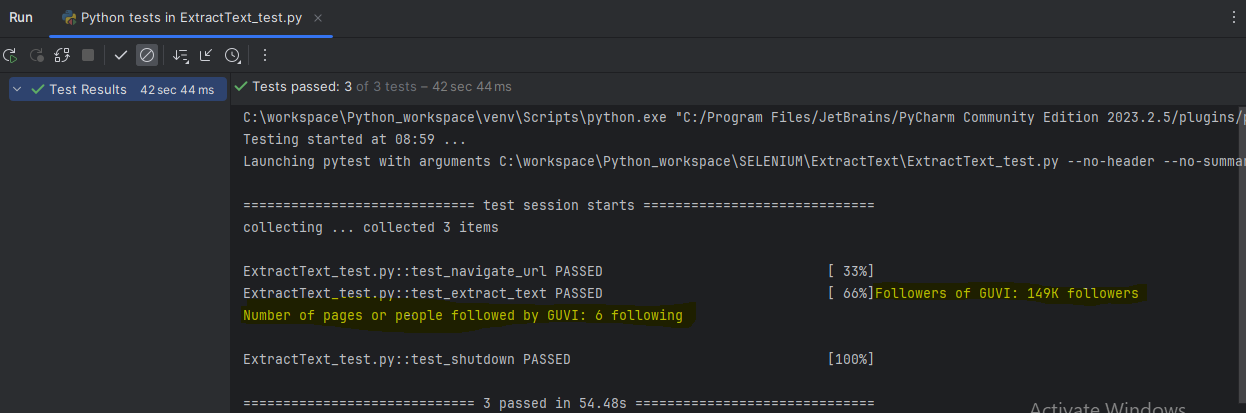 Run
Python tests in ExtractText_test.py ×
Test Results 42 sec 44 ms
Tests passed: 3 of 3 tests – 42 sec 44 ms
C:\workspace\Python_workspace\venv\Scripts\python.exe "C:/Program Files/JetBrains/PyCharm Community Edition 2023.2.5/plugins/
Testing started at 08:59 ...
Launching pytest with arguments C:\workspace\Python_workspace\SELENIUM\ExtractText\ExtractText_test.py --no-header --no-summar
============================= test session starts =============================
collecting ... collected 3 items
ExtractText_test.py::test_navigate_url PASSED [ 33%]
ExtractText_test.py::test_extract_text PASSED [ 66%]Followers of GUVI: 149K followers
Number of pages or people followed by GUVI: 6 following
ExtractText_test.py::test_shutdown PASSED [100%]
============================= 3 passed in 54.48s ==============================
Activate Windows